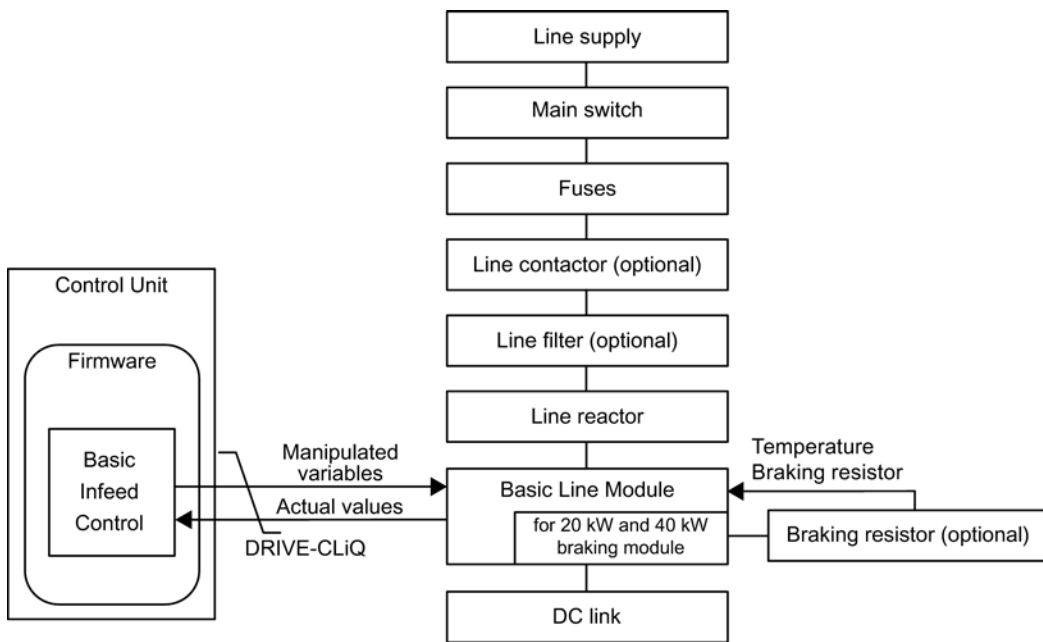 Line supply
Main switch
Fuses
Line contactor (optional)
Control Unit
Line filter (optional)
Firmware
Line reactor
Basic
Infeed
Control
Manipulated
variables
Actual values
DRIVE-CLiQ
Basic Line Module
for 20 kW and 40 kW
braking module
Temperature
Braking resistor
Braking resistor (optional)
DC link